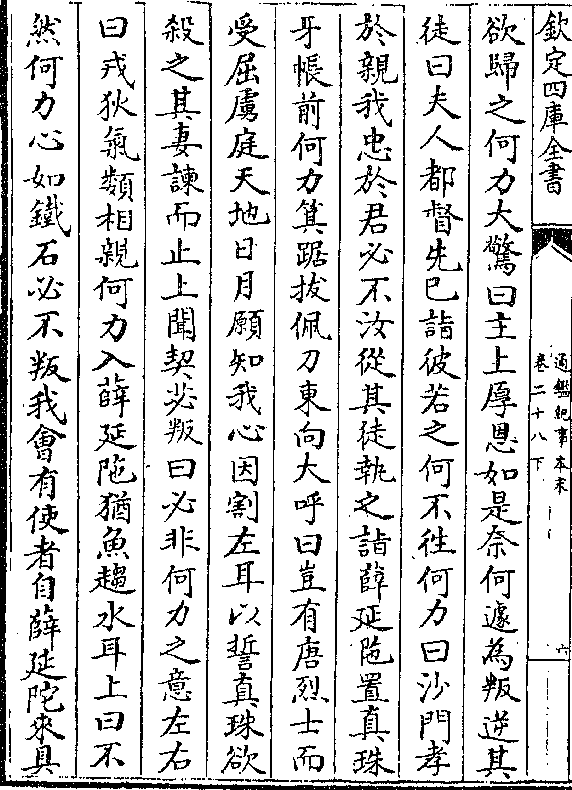 欽定四庫全書
通鑑紀事本末
卷二十八下
六
欲歸之何力大驚曰主上厚恩如是奈何遽為叛逆其
徒曰夫人都督先已詣彼若之何不徃何力曰沙門孝
於親我忠於君必不汝從其徒執之詣薛延陁置真珠
牙帳前何力箕踞拔佩刀東向大呼曰豈有唐烈士而
受屈虜庭天地日月願知我心因割左耳以誓真珠欲
殺之其妻諫而止上聞契苾叛曰必非何力之意左右
曰戎狄氣類相親何力入薛延陁猶魚趨水耳上曰不
然何力心如鐵石必不叛我會有使者自薛延陀來具